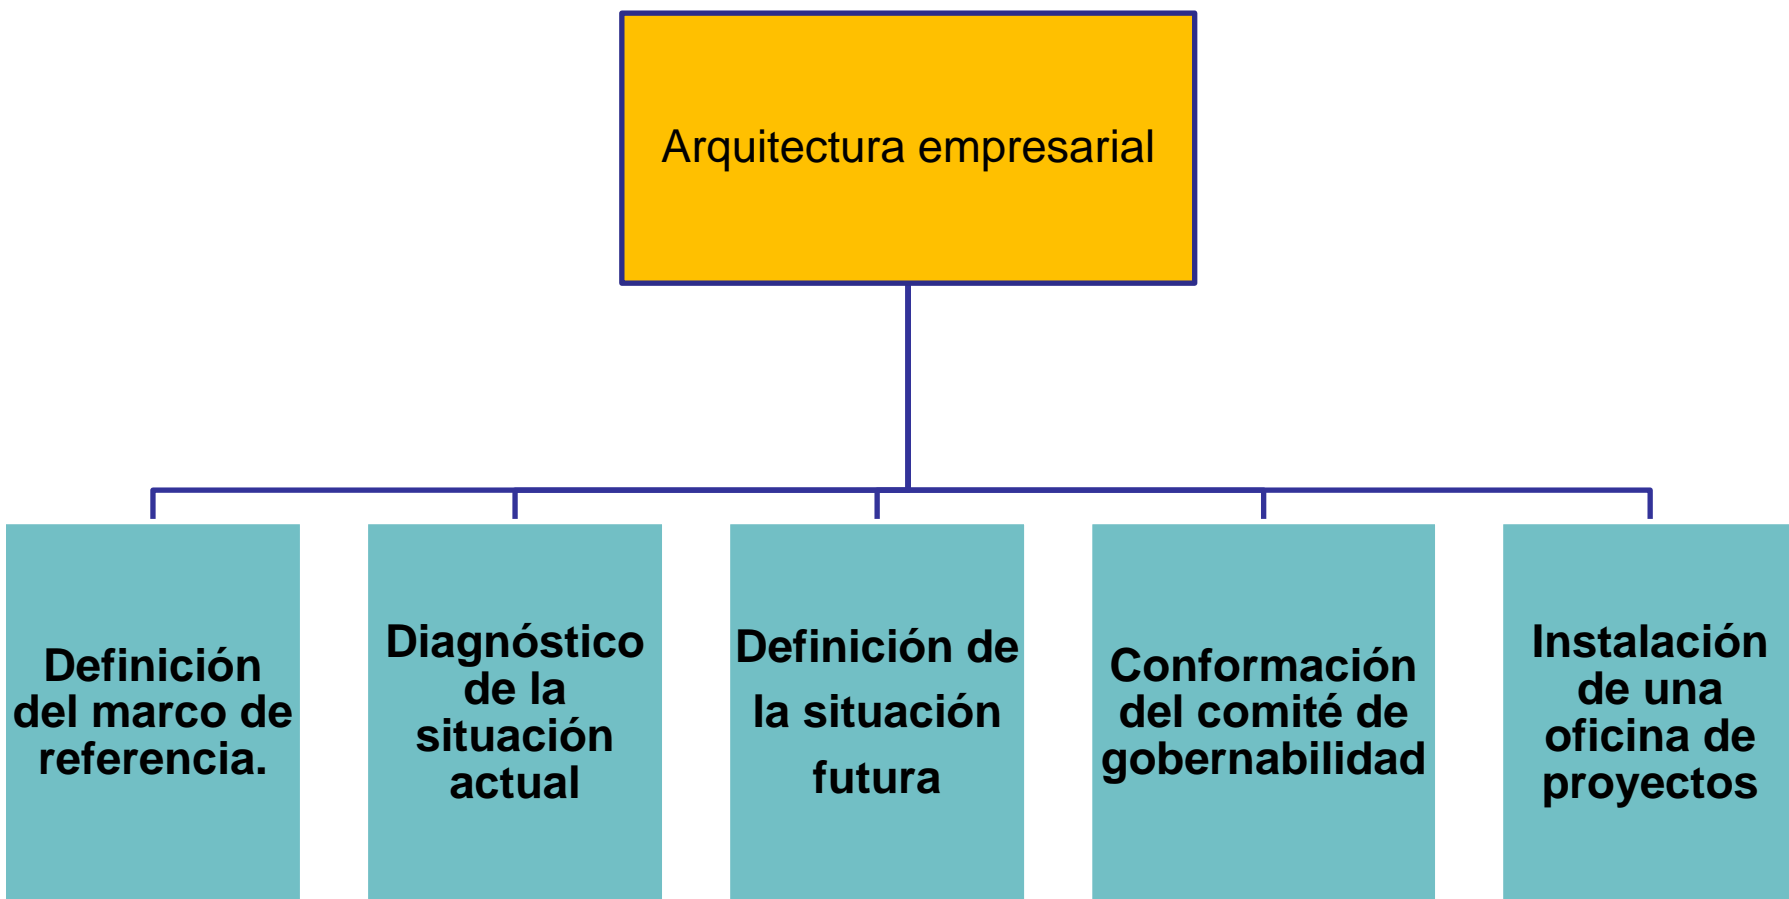 Arquitectura empresarial
Definición
del marco de
referencia.
Diagnóstico
de la
situación
actual
Definición de
la situación
futura
Conformación
del comité de
gobernabilidad
Instalación
de una
oficina de
proyectos